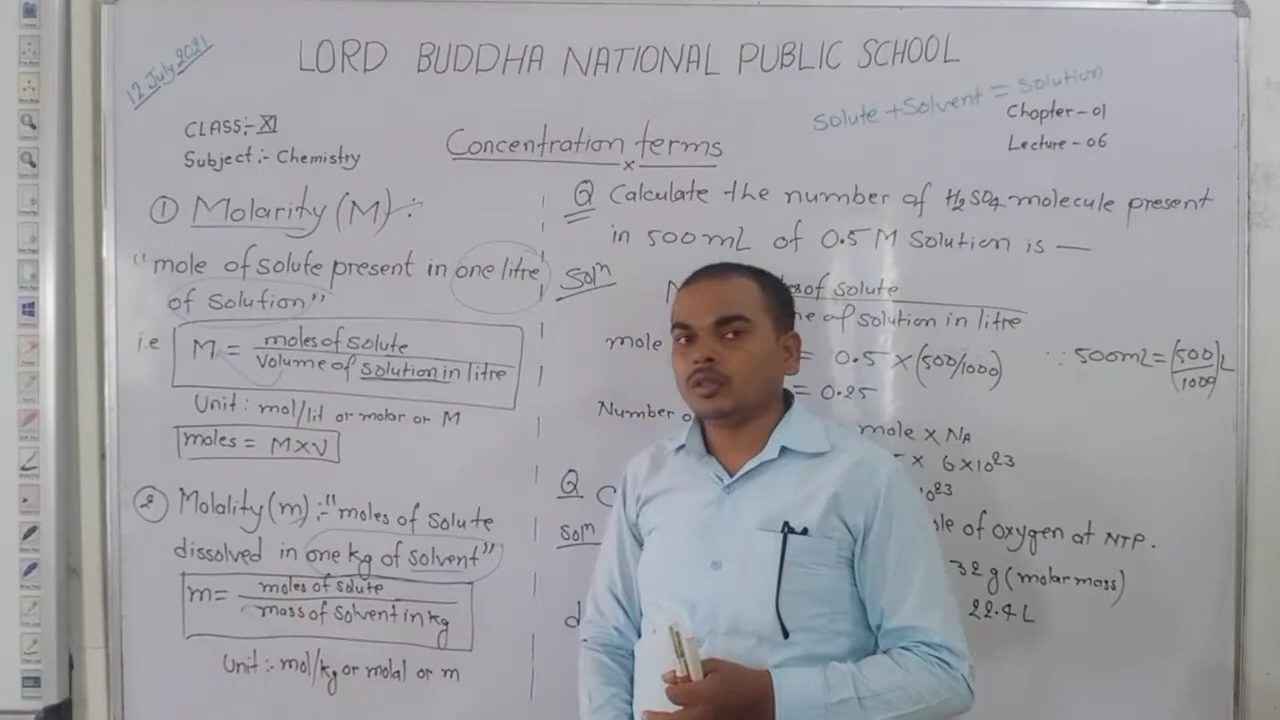 12 July 2021
LORD BUDDHA NATIONAL PUBLIC SCHOOL
Solute + Solvent = Solution
CLASS:- XI
Subject :- Chemistry
Concentration terms
Chapter - 01
Lecture - 06
① Molarity (M) :-
"mole of solute present in one litre
of solution"
i.e M = moles of solute
Volume of solution in litre
Unit : mol/lit or molar or M
moles = M×V
② Molality (m) :- "moles of solute
dissolved in one kg of solvent"
m = moles of solute
mass of solvent in kg
Unit :- mol/kg or molal or m
Q Calculate the number of H₂SO₄ molecule present
in 500mL of 0.5 M Solution is —
Solⁿ
of solute
of solution in litre
mole = 0.5 × (500/1000) ∵ 500mL = (500/1000) L
= 0.25
Number
mole × NA
× 6×10²³
10²³
Q
of oxygen at NTP.
Solⁿ
32g (molar mass)
22.4 L
d